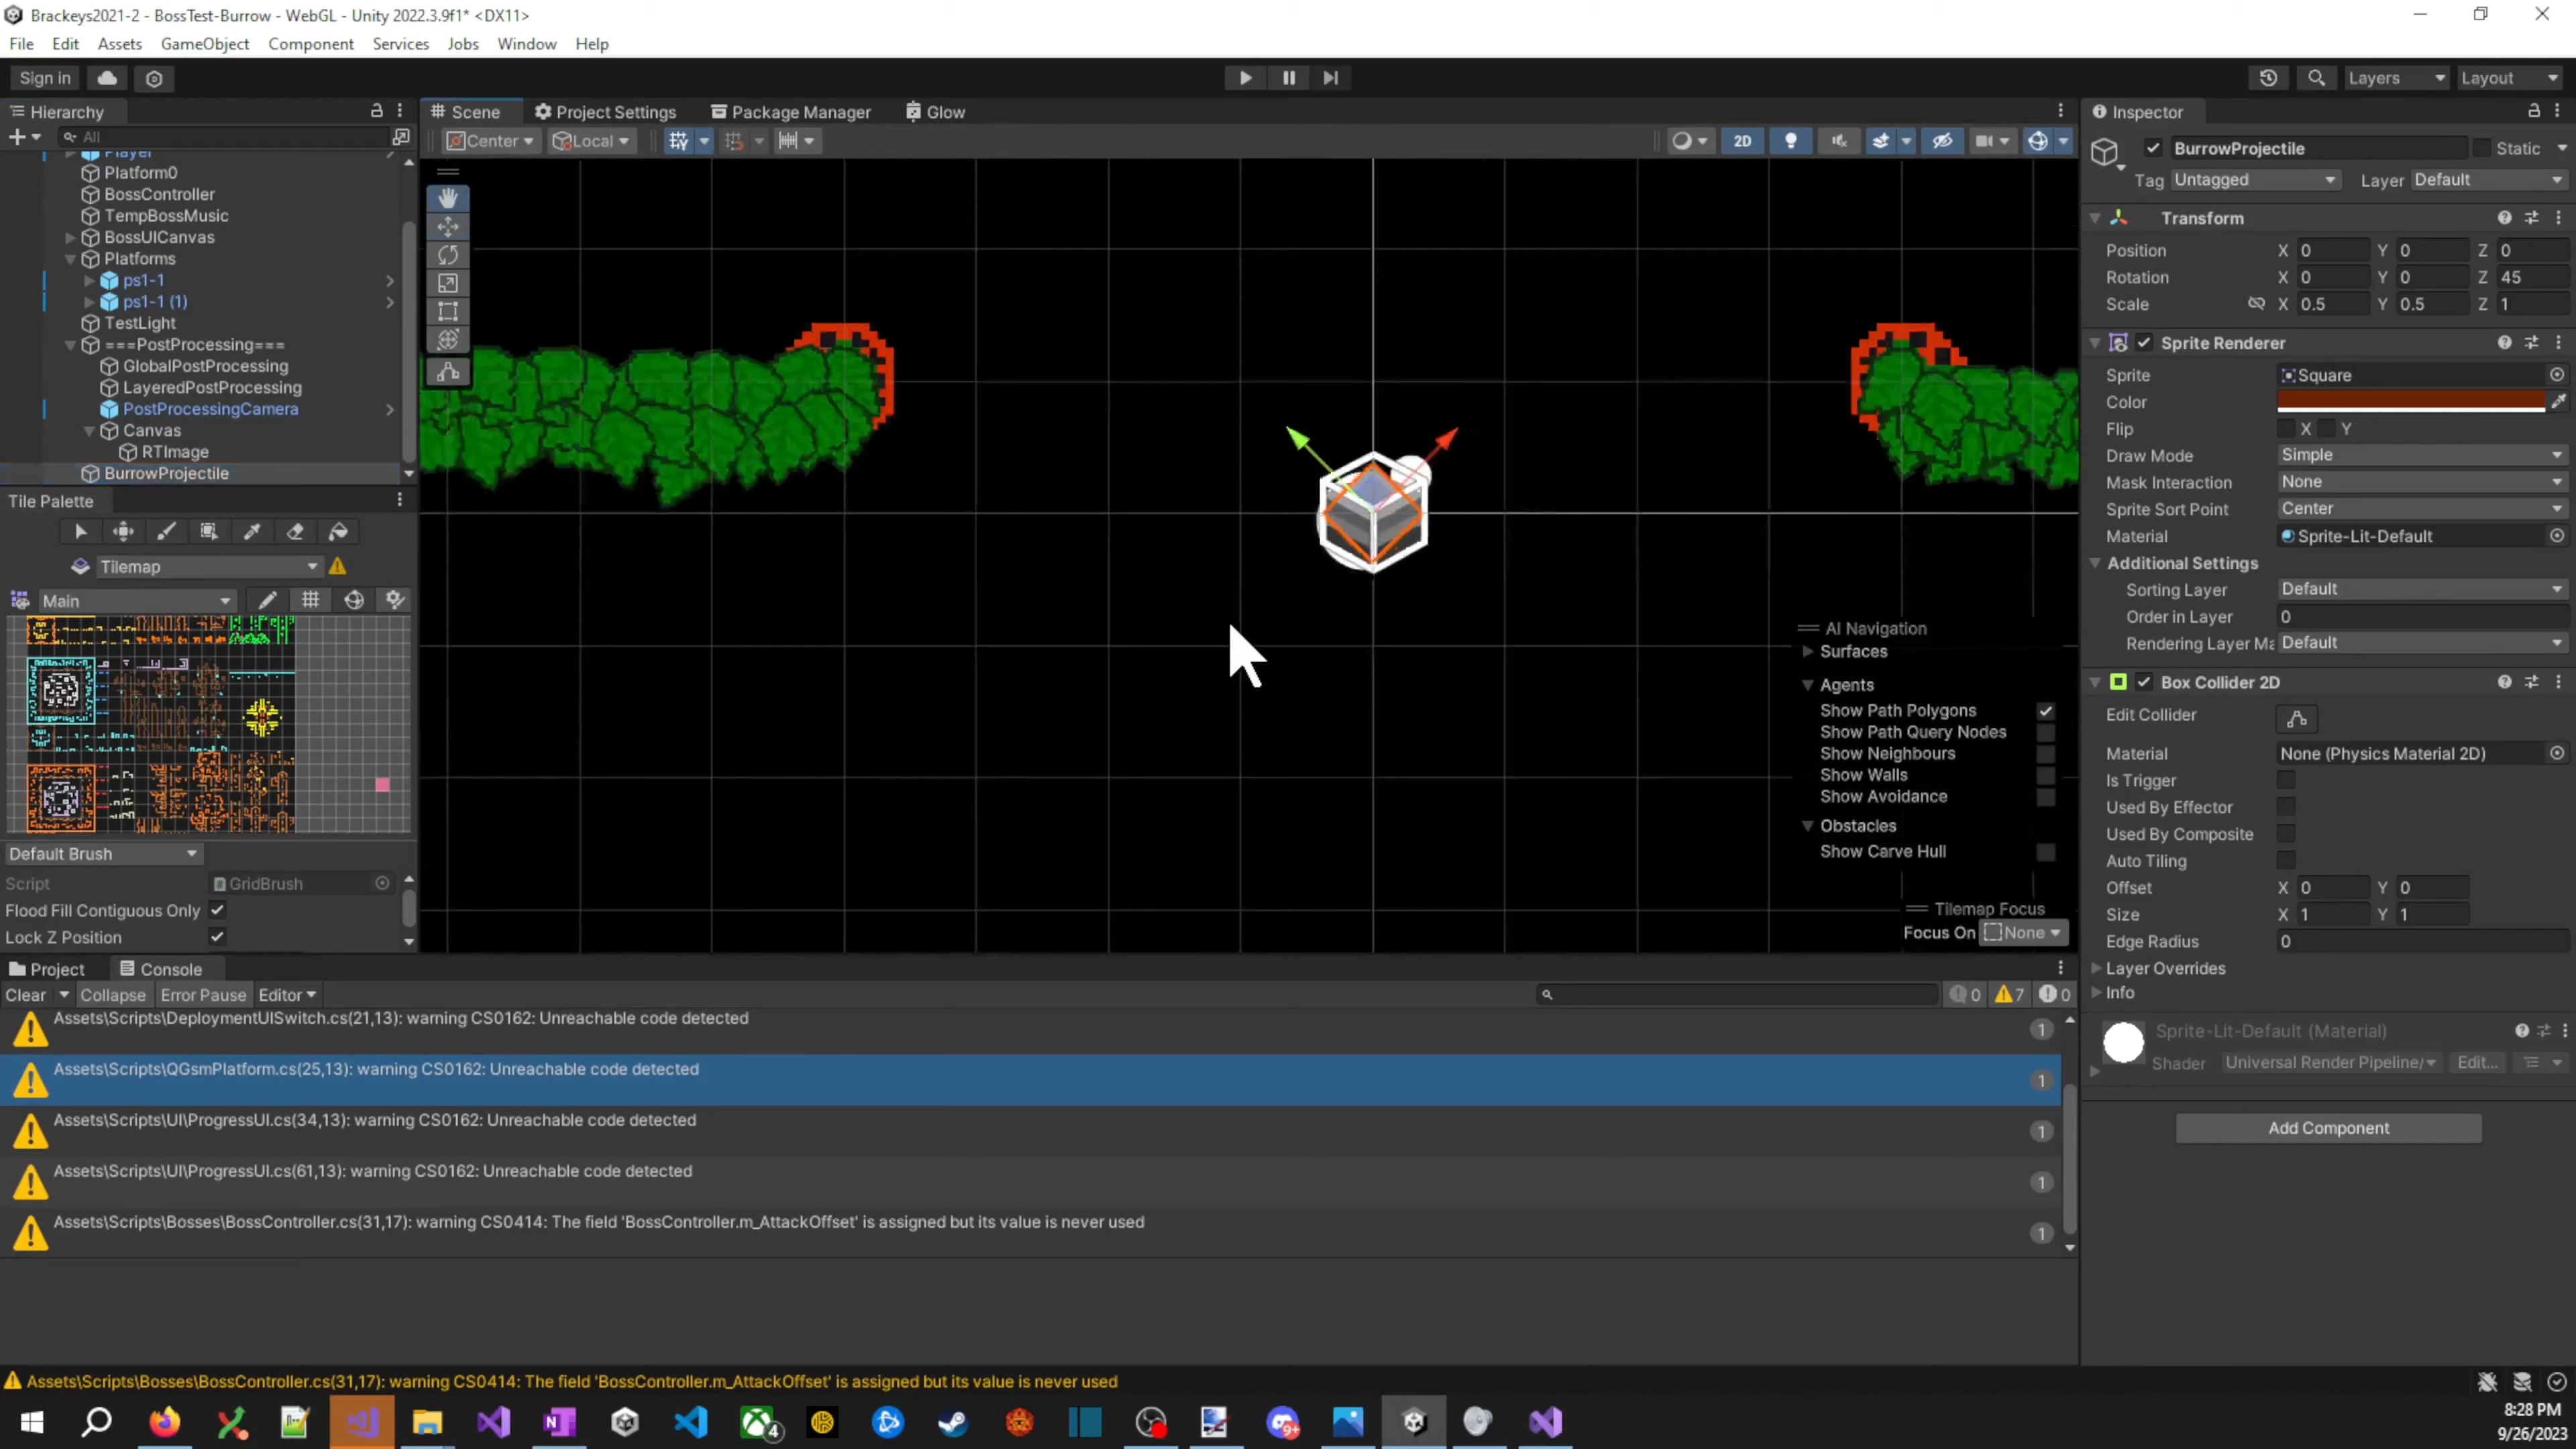 Brackeys2021-2 - BossTest-Burrow - WebGL - Unity 2022.3.9f1* <DX11>
File Edit Assets GameObject Component Services Jobs Window Help
Sign in
Layers Layout
Hierarchy
All
Player
Platform0
BossController
TempBossMusic
BossUICanvas
Platforms
ps1-1
ps1-1 (1)
TestLight
===PostProcessing===
GlobalPostProcessing
LayeredPostProcessing
PostProcessingCamera
Canvas
RTImage
BurrowProjectile
Tile Palette
Tilemap
Main
Default Brush
Script GridBrush
Flood Fill Contiguous Only
Lock Z Position
Scene Project Settings Package Manager Glow
Center Local
2D
AI Navigation
Surfaces
Agents
Show Path Polygons
Show Path Query Nodes
Show Neighbours
Show Walls
Show Avoidance
Obstacles
Show Carve Hull
Tilemap Focus
Focus On None
Inspector
BurrowProjectile Static
Tag Untagged Layer Default
Transform
Position X 0 Y 0 Z 0
Rotation X 0 Y 0 Z 45
Scale X 0.5 Y 0.5 Z 1
Sprite Renderer
Sprite Square
Color
Flip X Y
Draw Mode Simple
Mask Interaction None
Sprite Sort Point Center
Material Sprite-Lit-Default
Additional Settings
Sorting Layer Default
Order in Layer 0
Rendering Layer Ma Default
Box Collider 2D
Edit Collider
Material None (Physics Material 2D)
Is Trigger
Used By Effector
Used By Composite
Auto Tiling
Offset X 0 Y 0
Size X 1 Y 1
Edge Radius 0
Layer Overrides
Info
Sprite-Lit-Default (Material)
Shader Universal Render Pipeline/ Edit...
Add Component
Project Console
Clear Collapse Error Pause Editor
0 7 0
Assets\Scripts\DeploymentUISwitch.cs(21,13): warning CS0162: Unreachable code detected 1
Assets\Scripts\QGsmPlatform.cs(25,13): warning CS0162: Unreachable code detected 1
Assets\Scripts\UI\ProgressUI.cs(34,13): warning CS0162: Unreachable code detected 1
Assets\Scripts\UI\ProgressUI.cs(61,13): warning CS0162: Unreachable code detected 1
Assets\Scripts\Bosses\BossController.cs(31,17): warning CS0414: The field 'BossController.m_AttackOffset' is assigned but its value is never used 1
Assets\Scripts\Bosses\BossController.cs(31,17): warning CS0414: The field 'BossController.m_AttackOffset' is assigned but its value is never used
4
9+
8:28 PM
9/26/2023